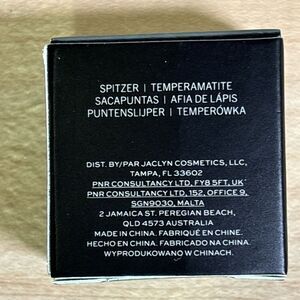 SPITZER | TEMPERAMATITE
SACAPUNTAS | AFIA DE LÁPIS
PUNTENSLIJPER | TEMPERÓWKA
DIST. BY/PAR JACLYN COSMETICS, LLC,
TAMPA, FL 33602
PNR CONSULTANCY LTD, FY8 5FT, UK
PNR CONSULTANCY LTD, 152, OFFICE 9,
SGN9030, MALTA
2 JAMAICA ST. PEREGIAN BEACH,
QLD 4573 AUSTRALIA
MADE IN CHINA. FABRIQUÉ EN CHINE.
HECHO EN CHINA. FABRICADO NA CHINA.
WYPRODUKOWANO W CHINACH.